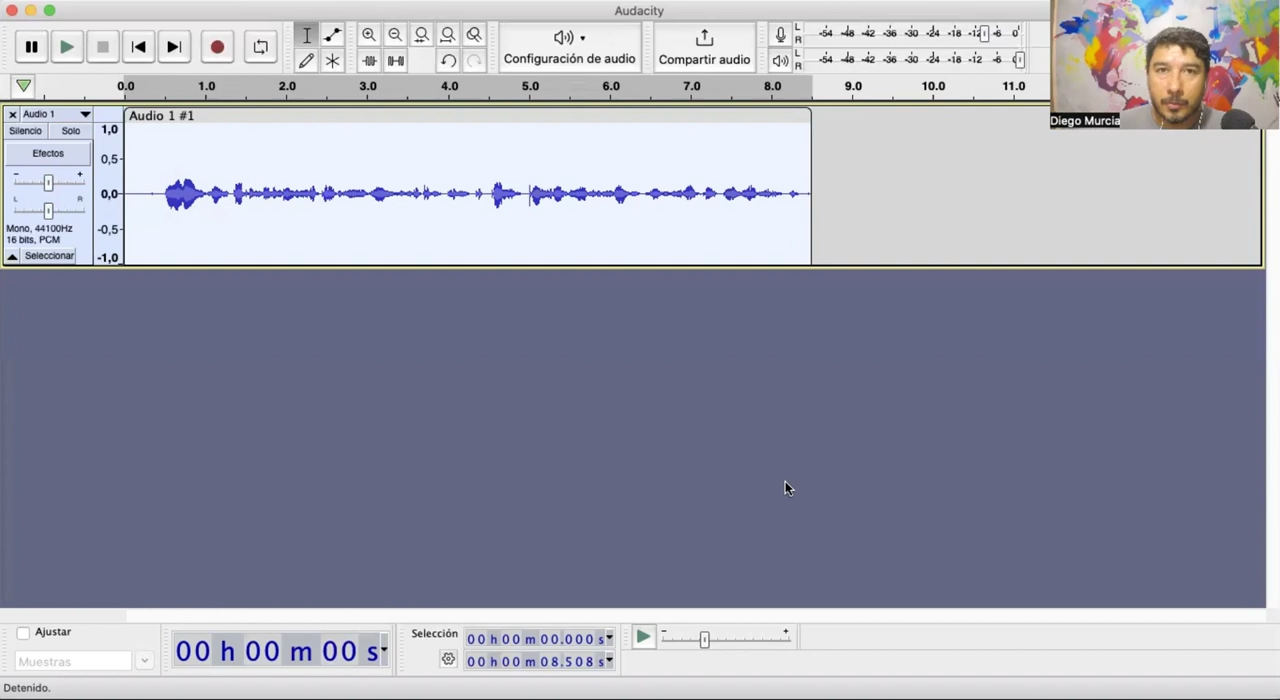 Audacity
Configuración de audio
Compartir audio
L
R
-54 -48 -42 -36 -30 -24 -18 -12 -6 0
L
R
-54 -48 -42 -36 -30 -24 -18 -12 -6 0
0.0 1.0 2.0 3.0 4.0 5.0 6.0 7.0 8.0 9.0 10.0 11.0
Diego Murcia
× Audio 1
Audio 1 #1
Silencio Solo
Efectos
- +
L R
Mono, 44100Hz
16 bits, PCM
Seleccionar
1,0
0,5
0,0
-0,5
-1,0
Ajustar
Muestras
00 h 00 m 00 s
Selección
00 h 00 m 00.000 s
00 h 00 m 08.508 s
- +
Detenido.